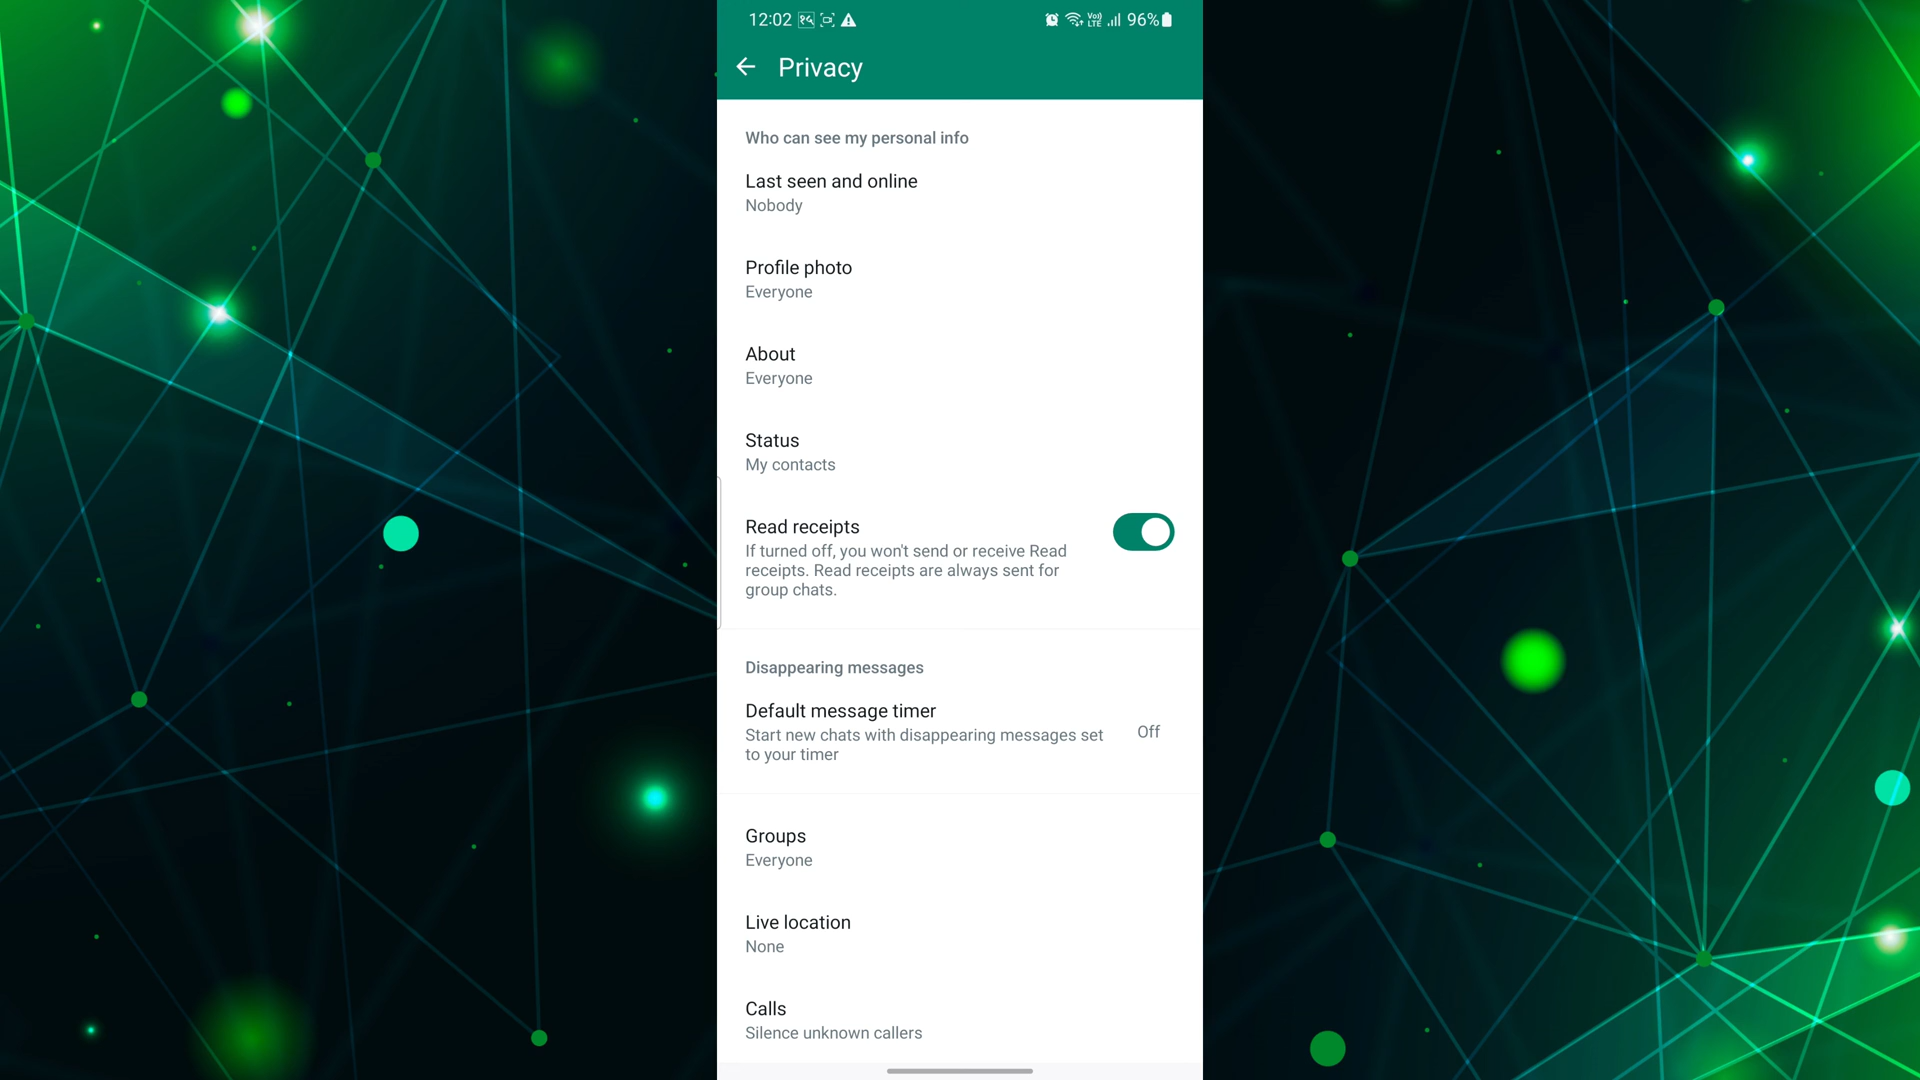 12:02 Vo) LTE 96%
Privacy
Who can see my personal info
Last seen and online
Nobody
Profile photo
Everyone
About
Everyone
Status
My contacts
Read receipts
If turned off, you won't send or receive Read
receipts. Read receipts are always sent for
group chats.
Disappearing messages
Default message timer
Start new chats with disappearing messages set
to your timer
Off
Groups
Everyone
Live location
None
Calls
Silence unknown callers